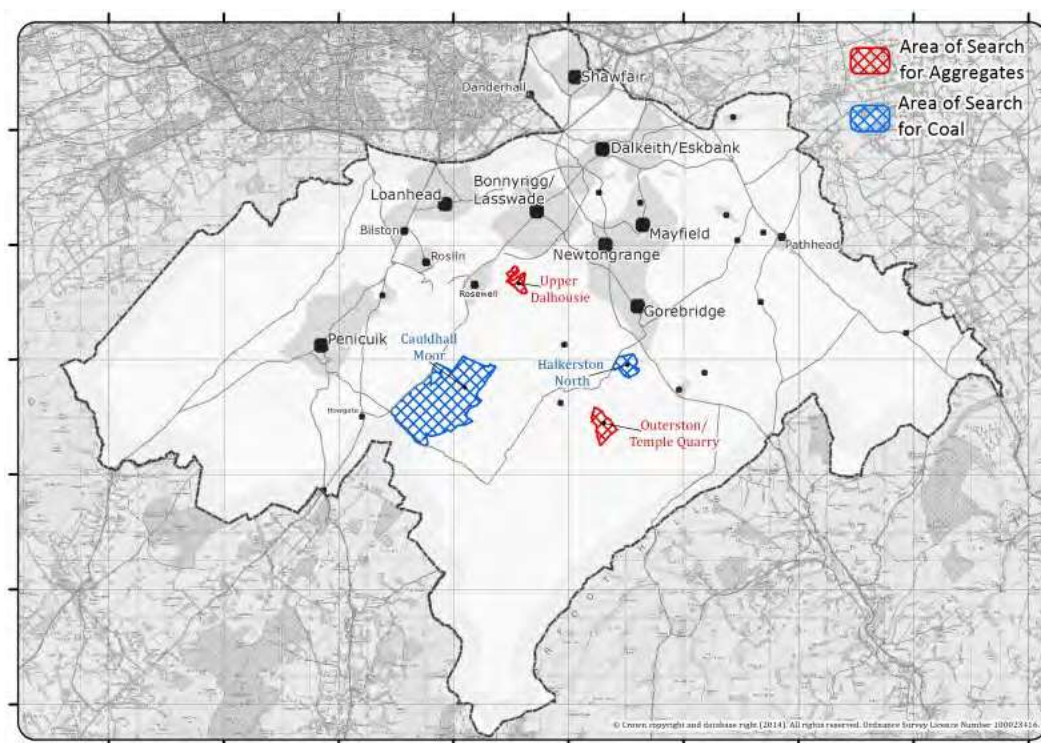 Area of Search
for Aggregates
Area of Search
for Coal
Shawfair
Danderhall
Dalkeith/Eskbank
Bonnyrigg/
Lasswade
Loanhead
Mayfield
Bilston
Pathhead
Newtongrange
Roslin
Upper
Dalhousie
Rosewell
Gorebridge
Penicuik
Cauldhall
Moor
Halkerston
North
Howgate
Outerston/
Temple Quarry
© Crown copyright and database right (2014). All rights reserved. Ordnance Survey Licence Number 100023416.